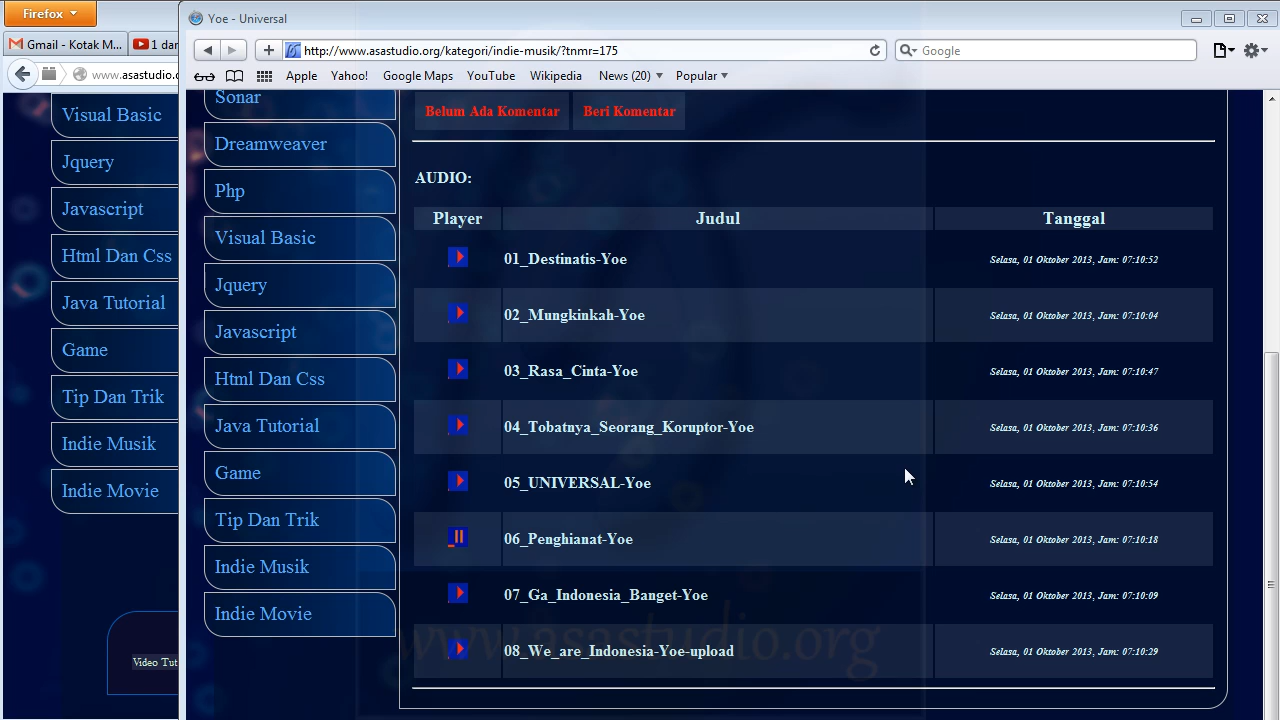 Firefox
Gmail - Kotak M...
1 dar
www.asastudio.o
Visual Basic
Jquery
Javascript
Html Dan Css
Java Tutorial
Game
Tip Dan Trik
Indie Musik
Indie Movie
Video Tut
Yoe - Universal
http://www.asastudio.org/kategori/indie-musik/?tnmr=175
Google
Apple Yahoo! Google Maps YouTube Wikipedia News (20) Popular
Sonar
Dreamweaver
Php
Visual Basic
Jquery
Javascript
Html Dan Css
Java Tutorial
Game
Tip Dan Trik
Indie Musik
Indie Movie
Belum Ada Komentar Beri Komentar
AUDIO:
Player Judul Tanggal
01_Destinatis-Yoe Selasa, 01 Oktober 2013, Jam: 07:10:52
02_Mungkinkah-Yoe Selasa, 01 Oktober 2013, Jam: 07:10:04
03_Rasa_Cinta-Yoe Selasa, 01 Oktober 2013, Jam: 07:10:47
04_Tobatnya_Seorang_Koruptor-Yoe Selasa, 01 Oktober 2013, Jam: 07:10:36
05_UNIVERSAL-Yoe Selasa, 01 Oktober 2013, Jam: 07:10:54
06_Penghianat-Yoe Selasa, 01 Oktober 2013, Jam: 07:10:18
07_Ga_Indonesia_Banget-Yoe Selasa, 01 Oktober 2013, Jam: 07:10:09
08_We_are_Indonesia-Yoe-upload Selasa, 01 Oktober 2013, Jam: 07:10:29
www.asastudio.org